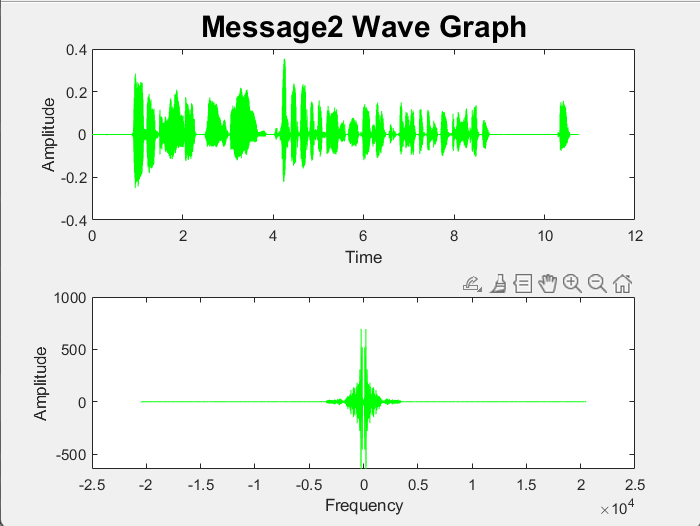 Message2 Wave Graph
0.4
0.2
0
-0.2
-0.4
Amplitude
0 2 4 6 8 10 12
Time
1000
500
0
-500
Amplitude
-2.5 -2 -1.5 -1 -0.5 0 0.5 1 1.5 2 2.5
Frequency
×10⁴